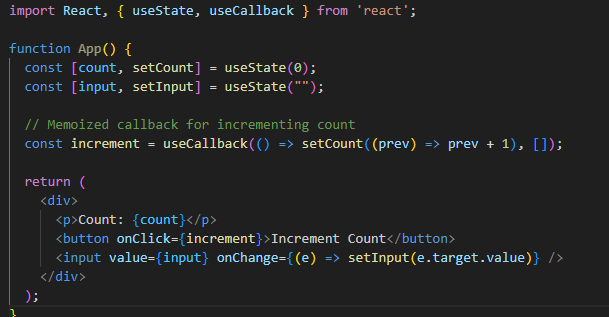 import React, { useState, useCallback } from 'react';
function App() {
const [count, setCount] = useState(0);
const [input, setInput] = useState("");
// Memoized callback for incrementing count
const increment = useCallback(() => setCount((prev) => prev + 1), []);
return (
<div>
<p>Count: {count}</p>
<button onClick={increment}>Increment Count</button>
<input value={input} onChange={(e) => setInput(e.target.value)} />
</div>
);
}